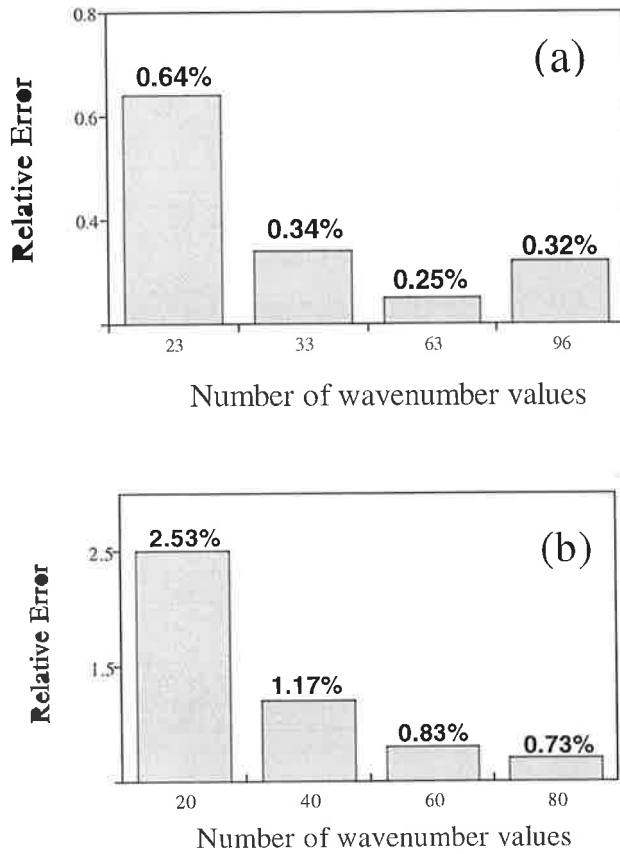 0.8
(a)
0.64%
0.6
Relative Error
0.4
0.34%
0.25%
0.32%
23 33 63 96
Number of wavenumber values
(b)
2.53%
2.5
Relative Error
1.5
1.17%
0.83%
0.73%
20 40 60 80
Number of wavenumber values